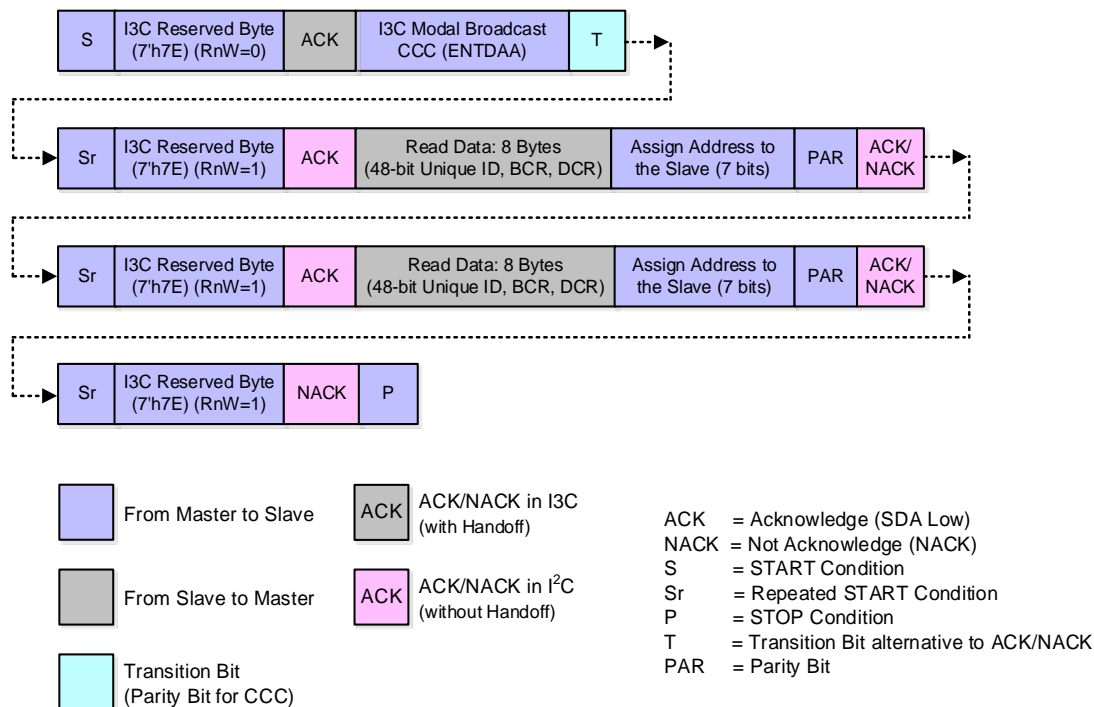 S
I3C Reserved Byte
(7'h7E) (RnW=0)
ACK
I3C Modal Broadcast
CCC (ENTDAA)
T
Sr
I3C Reserved Byte
(7'h7E) (RnW=1)
ACK
Read Data: 8 Bytes
(48-bit Unique ID, BCR, DCR)
Assign Address to
the Slave (7 bits)
PAR
ACK/
NACK
Sr
I3C Reserved Byte
(7'h7E) (RnW=1)
ACK
Read Data: 8 Bytes
(48-bit Unique ID, BCR, DCR)
Assign Address to
the Slave (7 bits)
PAR
ACK/
NACK
Sr
I3C Reserved Byte
(7'h7E) (RnW=1)
NACK
P
From Master to Slave
ACK
ACK/NACK in I3C
(with Handoff)
From Slave to Master
ACK
ACK/NACK in I²C
(without Handoff)
Transition Bit
(Parity Bit for CCC)
ACK = Acknowledge (SDA Low)
NACK = Not Acknowledge (NACK)
S = START Condition
Sr = Repeated START Condition
P = STOP Condition
T = Transition Bit alternative to ACK/NACK
PAR = Parity Bit